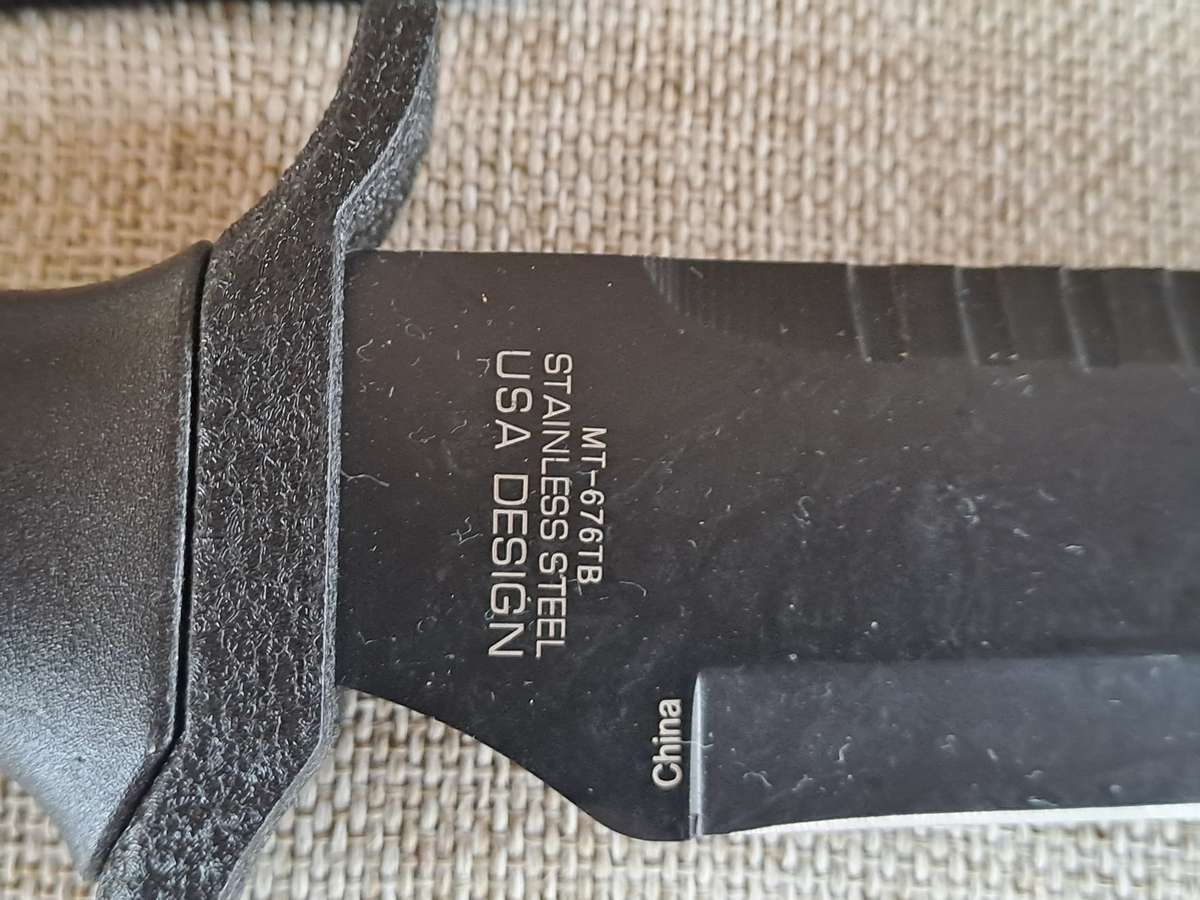 MT-676TB
STAINLESS STEEL
USA DESIGN
China